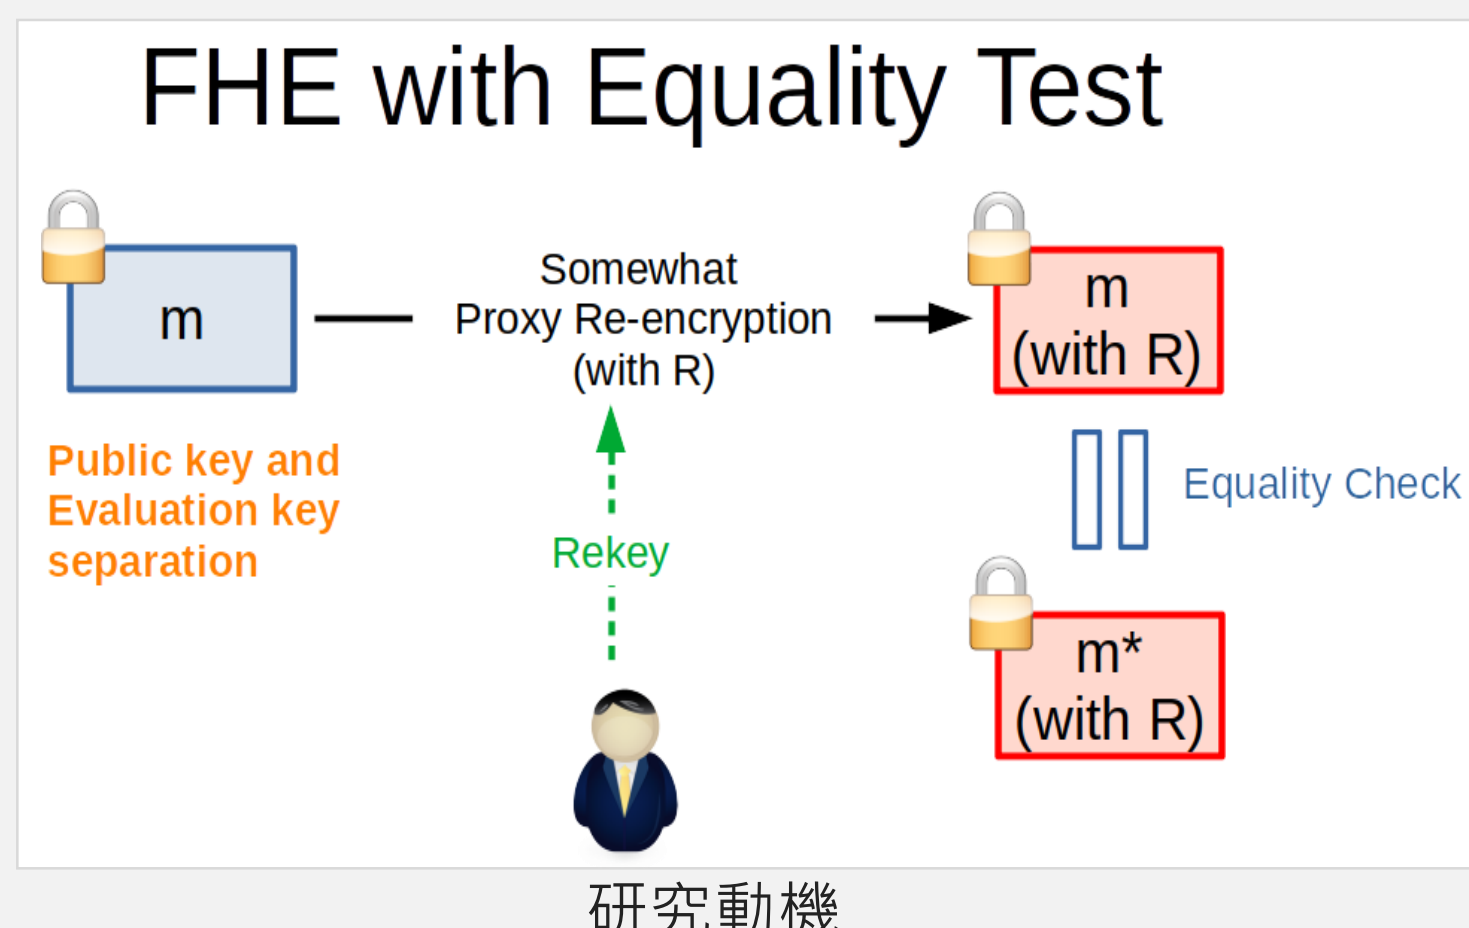 FHE with Equality Test
m
Somewhat
Proxy Re-encryption
(with R)
m
(with R)
Public key and
Evaluation key
separation
Equality Check
Rekey
m*
(with R)
研究動機